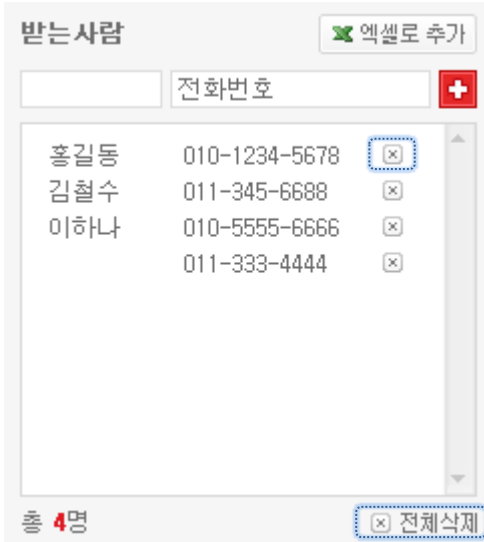 받는사람 엑셀로 추가
전화번호
홍길동 010-1234-5678
김철수 011-345-6688
이하나 010-5555-6666
011-333-4444
총 4명 전체삭제